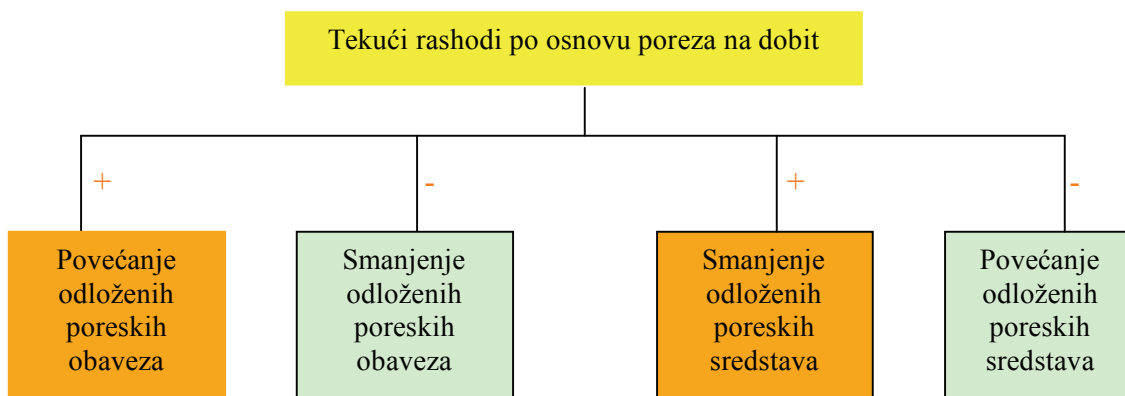 Tekući rashodi po osnovu poreza na dobit
+
-
+
-
Povećanje
odloženih
poreskih
obaveza
Smanjenje
odloženih
poreskih
obaveza
Smanjenje
odloženih
poreskih
sredstava
Povećanje
odloženih
poreskih
sredstava